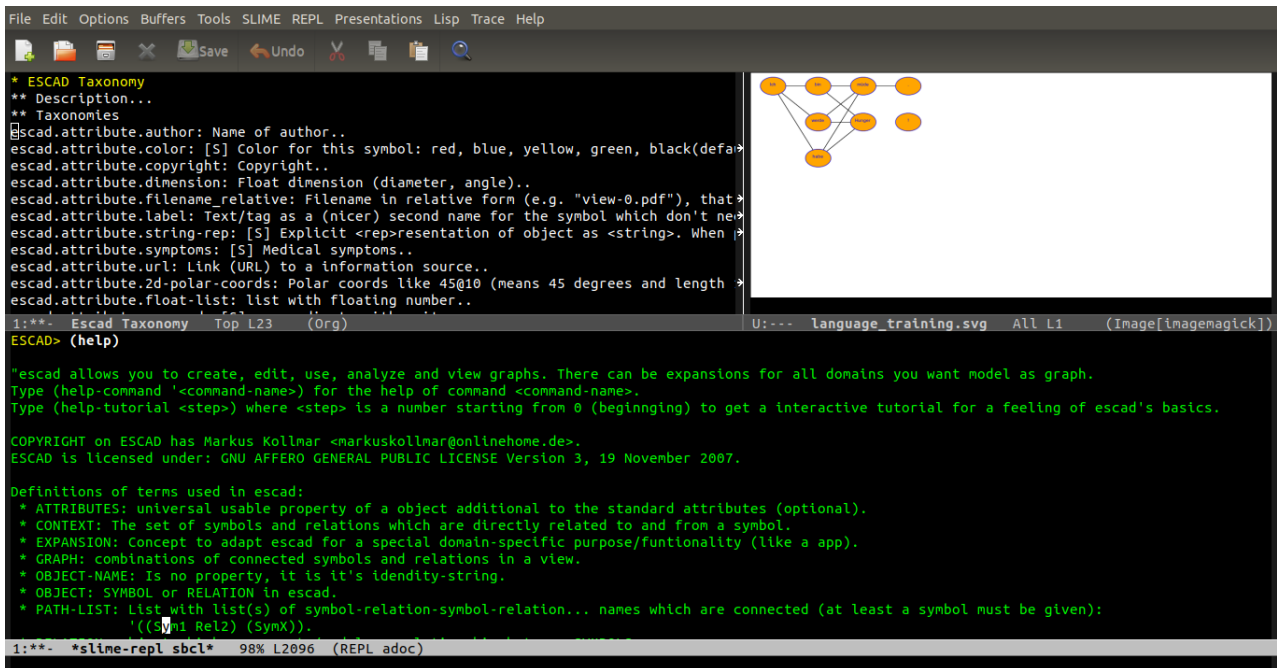 File Edit Options Buffers Tools SLIME REPL Presentations Lisp Trace Help
Save Undo
* ESCAD Taxonomy
** Description...
** Taxonomies
escad.attribute.author: Name of author..
escad.attribute.color: [S] Color for this symbol: red, blue, yellow, green, black(defa
escad.attribute.copyright: Copyright..
escad.attribute.dimension: Float dimension (diameter, angle)..
escad.attribute.filename_relative: Filename in relative form (e.g. "view-0.pdf"), that
escad.attribute.label: Text/tag as a (nicer) second name for the symbol which don't ne
escad.attribute.string-rep: [S] Explicit <rep>resentation of object as <string>. When
escad.attribute.symptoms: [S] Medical symptoms..
escad.attribute.url: Link (URL) to a information source..
escad.attribute.2d-polar-coords: Polar coords like 45@10 (means 45 degrees and length
escad.attribute.float-list: list with floating number..
1:**- Escad Taxonomy Top L23 (Org)
U:--- language_training.svg All L1 (Image[imagemagick])
ESCAD> (help)
"escad allows you to create, edit, use, analyze and view graphs. There can be expansions for all domains you want model as graph.
Type (help-command '<command-name>) for the help of command <command-name>.
Type (help-tutorial <step>) where <step> is a number starting from 0 (beginnging) to get a interactive tutorial for a feeling of escad's basics.
COPYRIGHT on ESCAD has Markus Kollmar <markuskollmar@onlinehome.de>.
ESCAD is licensed under: GNU AFFERO GENERAL PUBLIC LICENSE Version 3, 19 November 2007.
Definitions of terms used in escad:
* ATTRIBUTES: universal usable property of a object additional to the standard attributes (optional).
* CONTEXT: The set of symbols and relations which are directly related to and from a symbol.
* EXPANSION: Concept to adapt escad for a special domain-specific purpose/funtionality (like a app).
* GRAPH: combinations of connected symbols and relations in a view.
* OBJECT-NAME: Is no property, it is it's idendity-string.
* OBJECT: SYMBOL or RELATION in escad.
* PATH-LIST: List with list(s) of symbol-relation-symbol-relation... names which are connected (at least a symbol must be given):
'((Sym1 Rel2) (SymX)).
1:**- *slime-repl sbcl* 98% L2096 (REPL adoc)